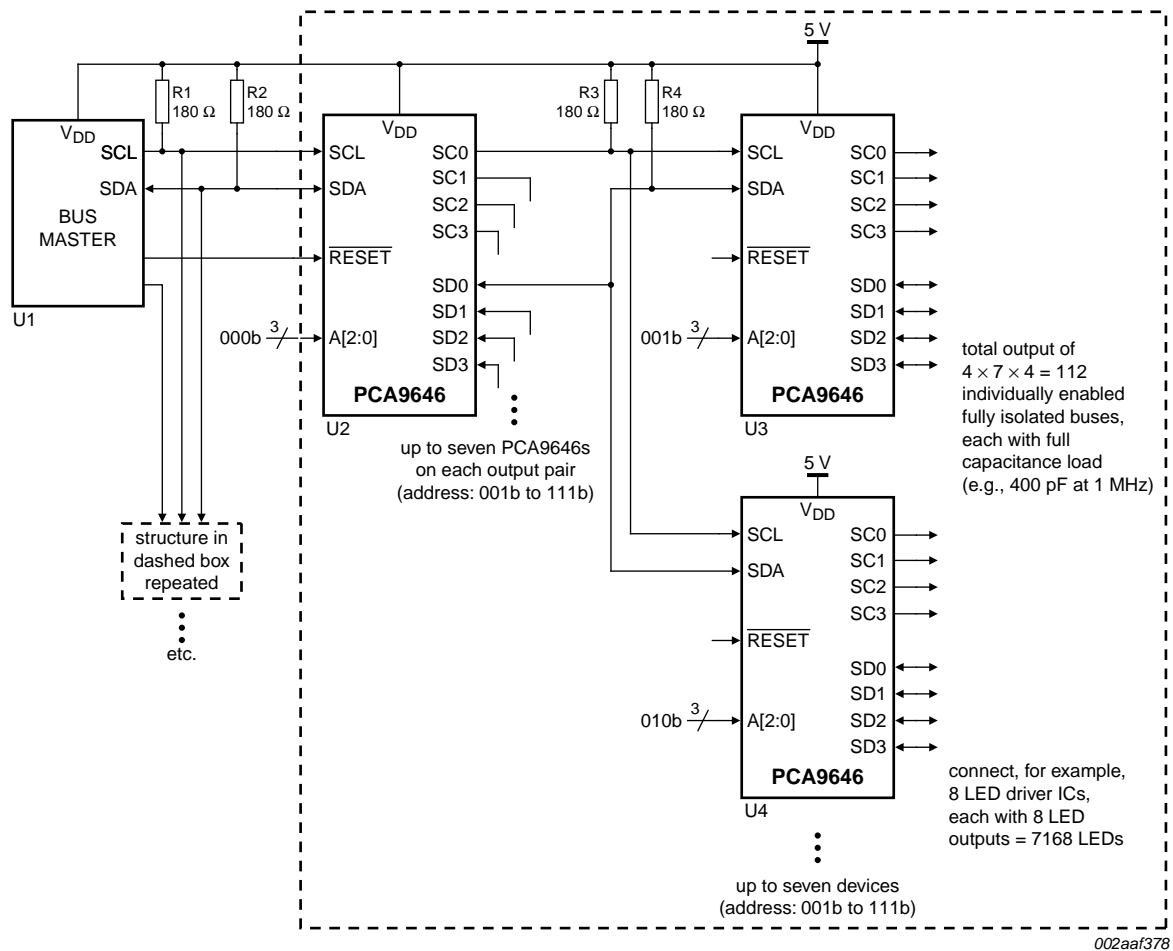 5 V
R1
180 Ω
R2
180 Ω
R3
180 Ω
R4
180 Ω
VDD
SCL
SDA
BUS
MASTER
U1
VDD
SCL
SDA
RESET
A[2:0]
000b
3
SC0
SC1
SC2
SC3
SD0
SD1
SD2
SD3
PCA9646
U2
up to seven PCA9646s
on each output pair
(address: 001b to 111b)
VDD
SCL
SDA
RESET
A[2:0]
001b
3
SC0
SC1
SC2
SC3
SD0
SD1
SD2
SD3
PCA9646
U3
total output of
4 × 7 × 4 = 112
individually enabled
fully isolated buses,
each with full
capacitance load
(e.g., 400 pF at 1 MHz)
structure in
dashed box
repeated
etc.
5 V
VDD
SCL
SDA
RESET
A[2:0]
010b
3
SC0
SC1
SC2
SC3
SD0
SD1
SD2
SD3
PCA9646
U4
connect, for example,
8 LED driver ICs,
each with 8 LED
outputs = 7168 LEDs
up to seven devices
(address: 001b to 111b)
002aaf378